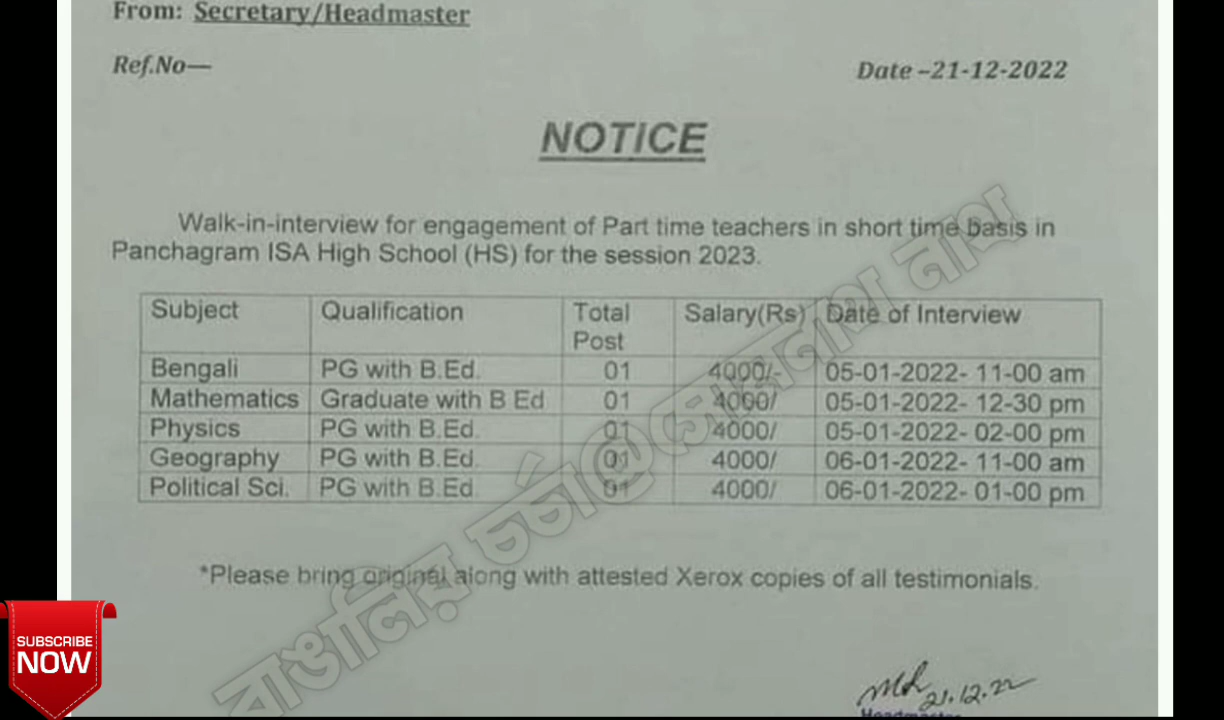 From: Secretary/Headmaster
Ref.No—
Date –21-12-2022
NOTICE
Walk-in-interview for engagement of Part time teachers in short time basis in
Panchagram ISA High School (HS) for the session 2023.
Subject Qualification Total Post Salary(Rs) Date of Interview
Bengali PG with B.Ed. 01 4000/- 05-01-2022- 11-00 am
Mathematics Graduate with B Ed 01 4000/ 05-01-2022- 12-30 pm
Physics PG with B.Ed. 01 4000/ 05-01-2022- 02-00 pm
Geography PG with B.Ed. 01 4000/ 06-01-2022- 11-00 am
Political Sci. PG with B.Ed 01 4000/ 06-01-2022- 01-00 pm
*Please bring original along with attested Xerox copies of all testimonials.
বাঙালির চর্চা@সোমনাথ নাথ
SUBSCRIBE
NOW
21.12.22
Headmaster